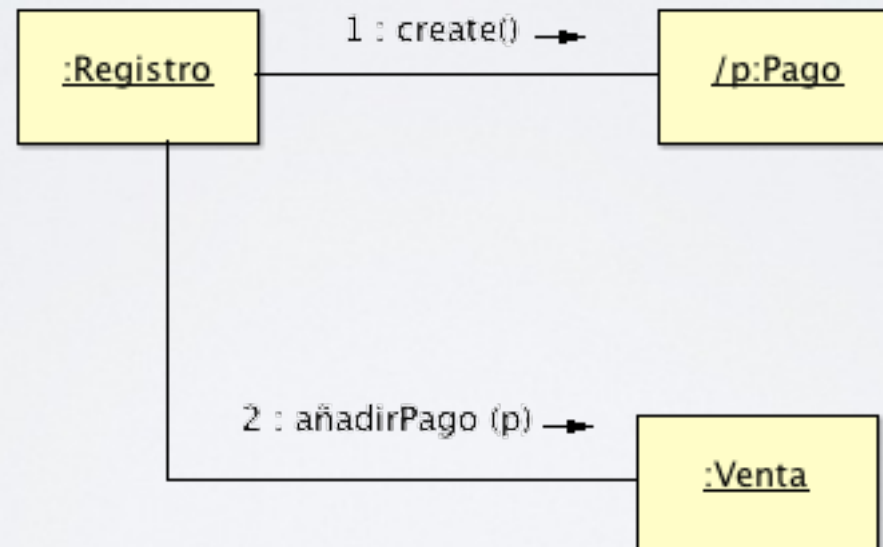 1 : create()
:Registro
/p:Pago
2 : añadirPago (p)
:Venta